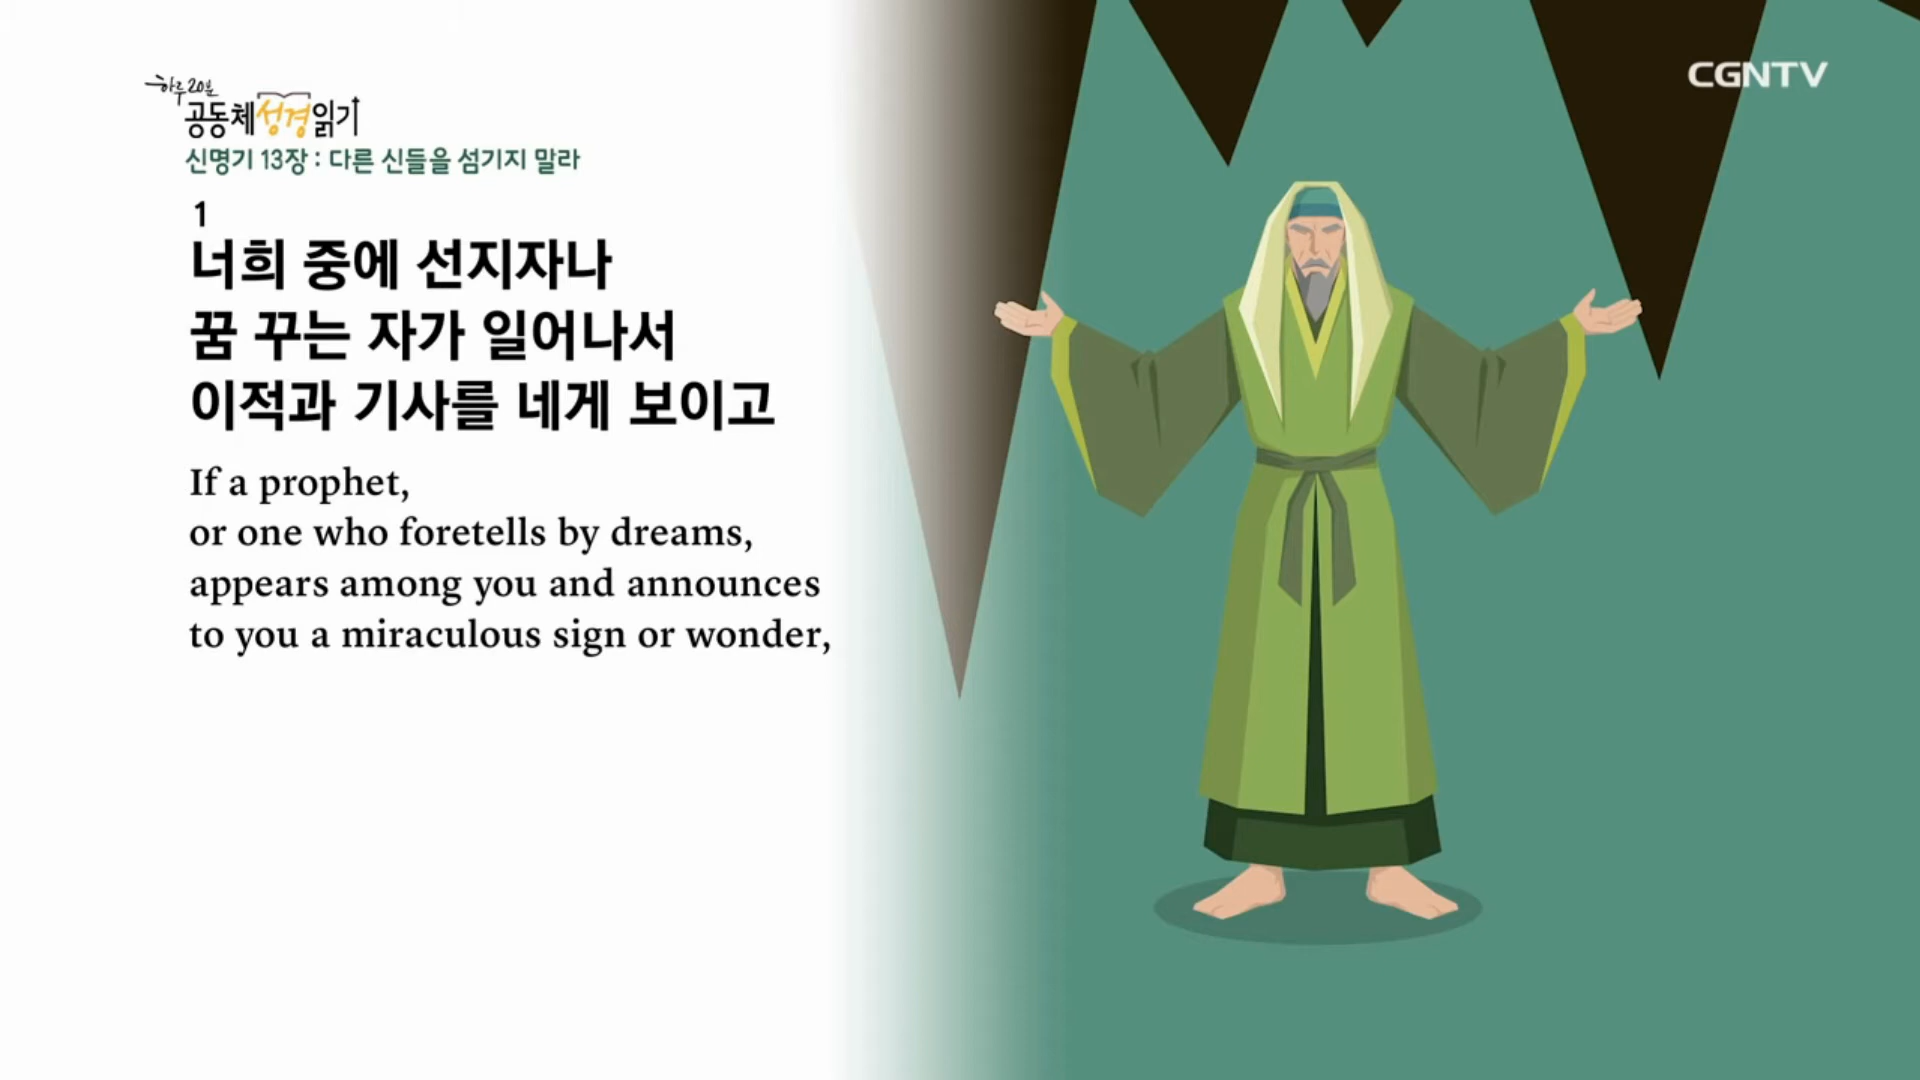 하루 20분
공동체성경읽기
신명기 13장 : 다른 신들을 섬기지 말라
1
너희 중에 선지자나
꿈 꾸는 자가 일어나서
이적과 기사를 네게 보이고
If a prophet,
or one who foretells by dreams,
appears among you and announces
to you a miraculous sign or wonder,
CGNTV